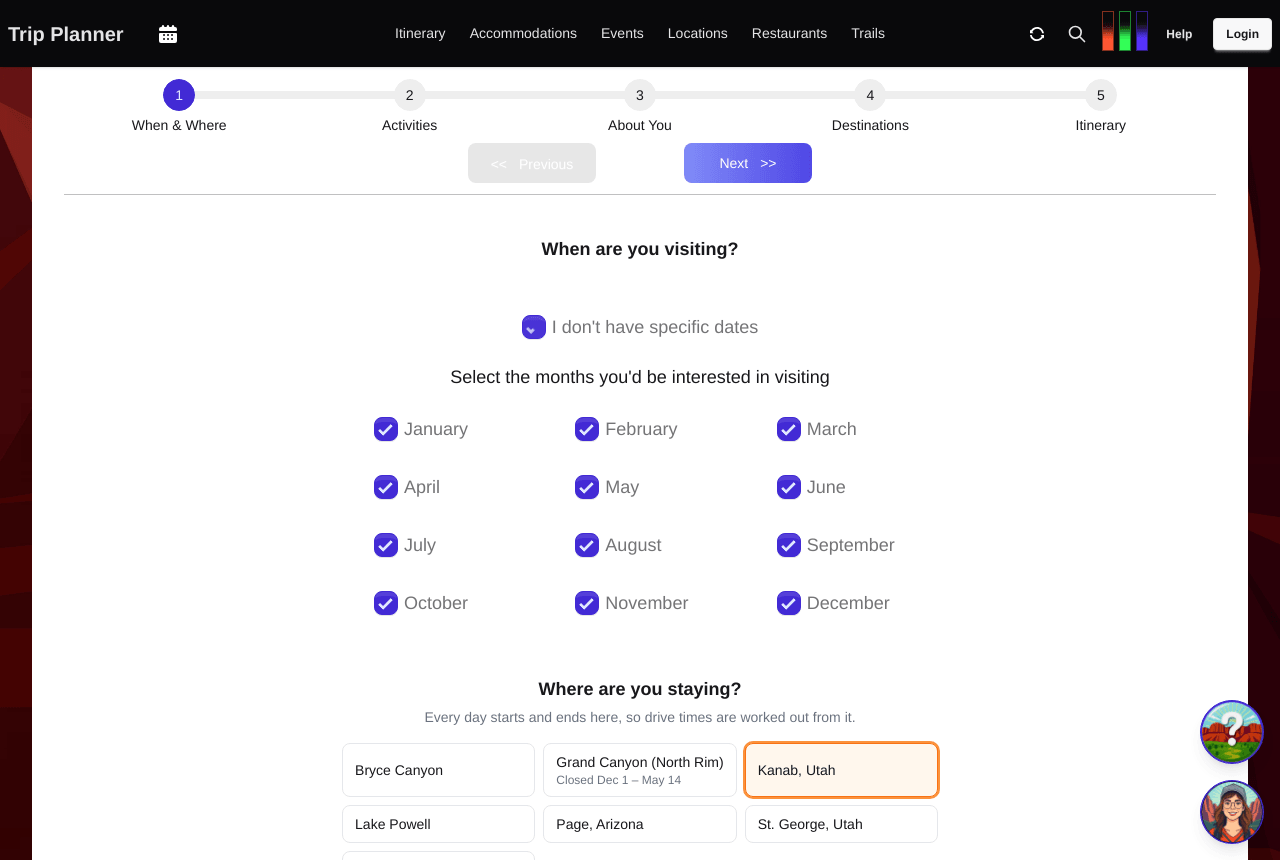 Trip Planner
Itinerary Accommodations Events Locations Restaurants Trails
Help
Login
1 2 3 4 5
When & Where Activities About You Destinations Itinerary
<< Previous
Next >>
When are you visiting?
I don't have specific dates
Select the months you'd be interested in visiting
January February March
April May June
July August September
October November December
Where are you staying?
Every day starts and ends here, so drive times are worked out from it.
Bryce Canyon
Grand Canyon (North Rim)
Closed Dec 1 – May 14
Kanab, Utah
Lake Powell
Page, Arizona
St. George, Utah
?